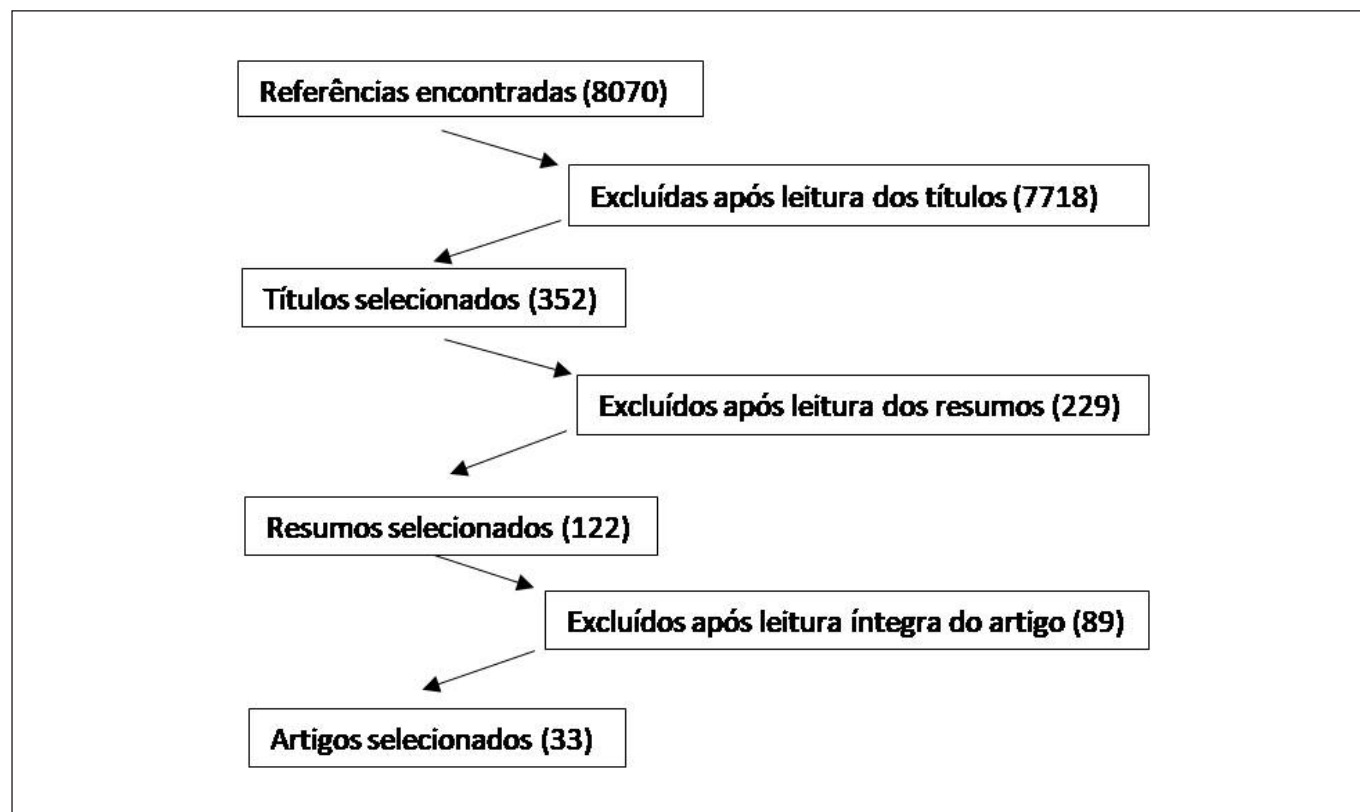 Referências encontradas (8070)
Excluídas após leitura dos títulos (7718)
Títulos selecionados (352)
Excluídos após leitura dos resumos (229)
Resumos selecionados (122)
Excluídos após leitura íntegra do artigo (89)
Artigos selecionados (33)